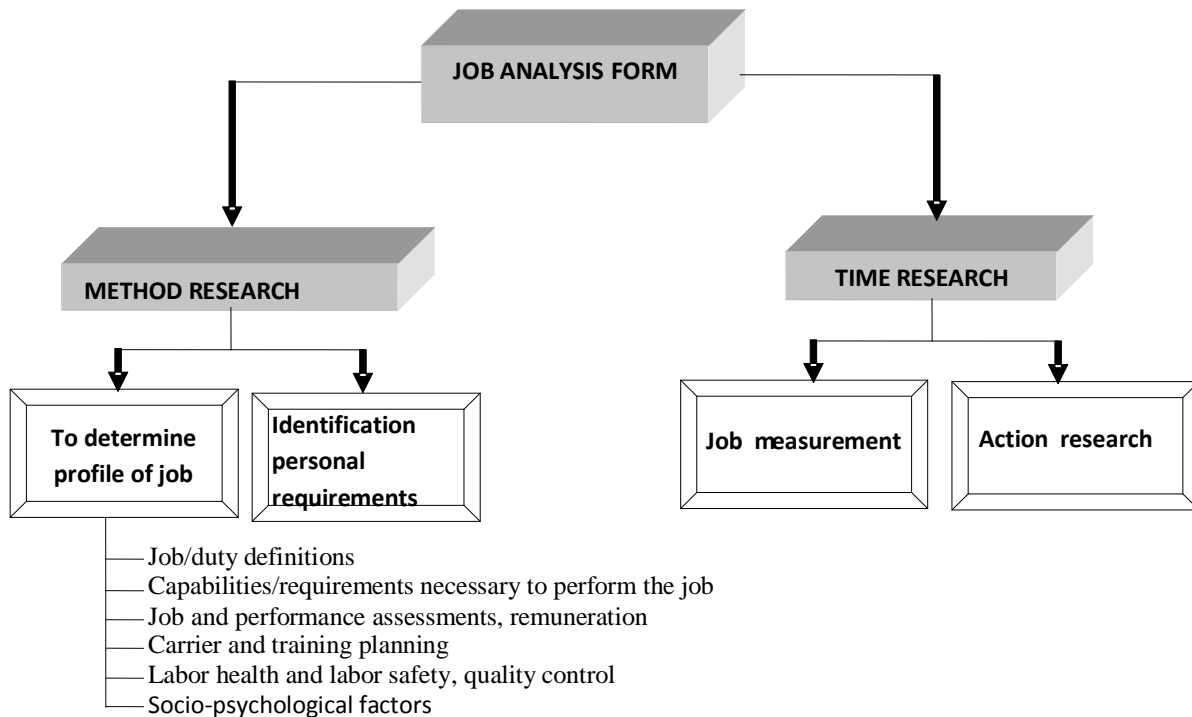 JOB ANALYSIS FORM
METHOD RESEARCH
TIME RESEARCH
To determine
profile of job
Identification
personal
requirements
Job measurement
Action research
Job/duty definitions
Capabilities/requirements necessary to perform the job
Job and performance assessments, remuneration
Carrier and training planning
Labor health and labor safety, quality control
Socio-psychological factors